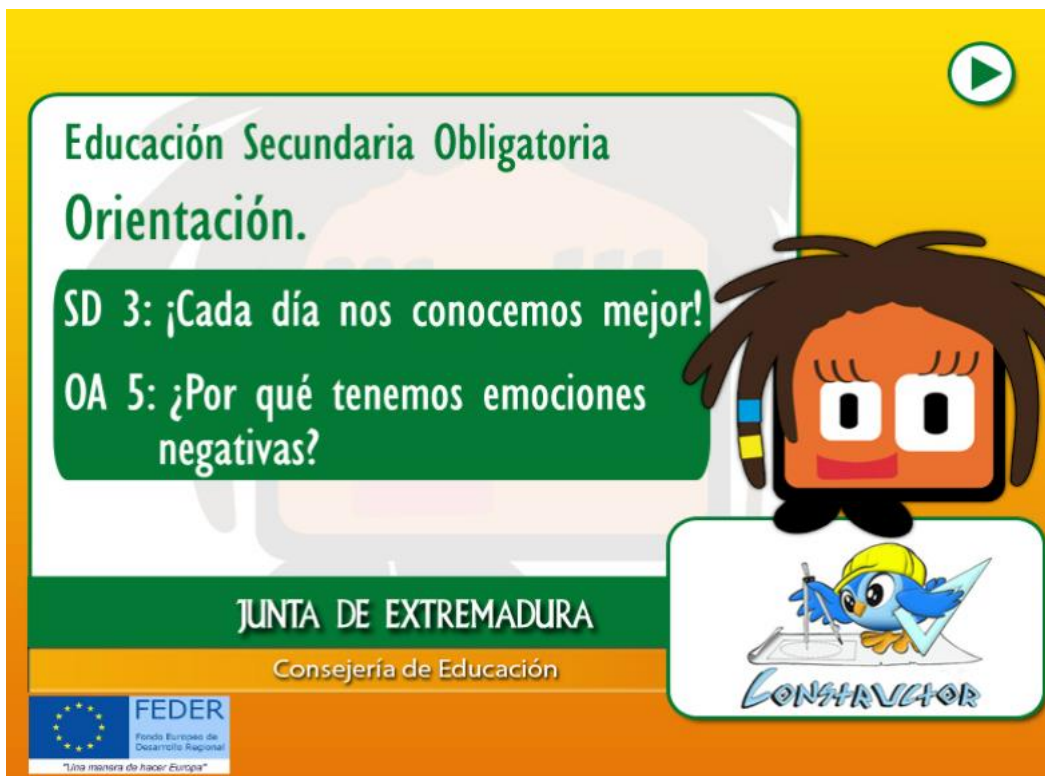 Educación Secundaria Obligatoria
Orientación.
SD 3: ¡Cada día nos conocemos mejor!
OA 5: ¿Por qué tenemos emociones
negativas?
JUNTA DE EXTREMADURA
Consejería de Educación
CONSTRUCTOR
FEDER
Fondo Europeo de
Desarrollo Regional
"Una manera de hacer Europa"